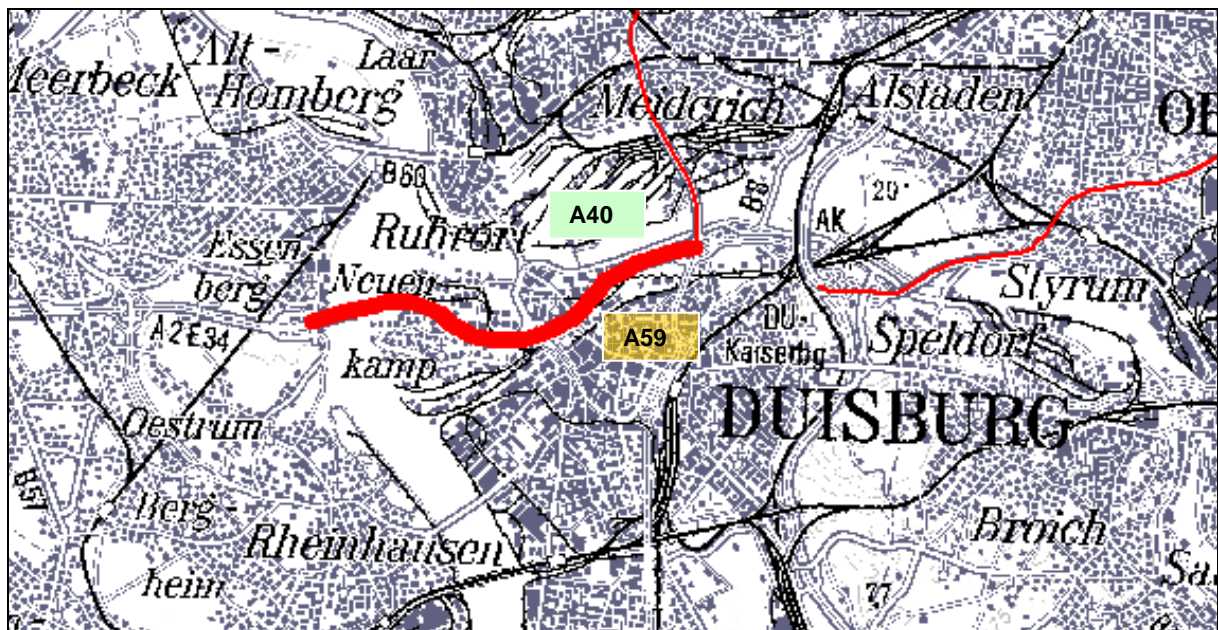 Alt-
Laar
Meerbeck
Homberg
Meiderich
Alstaden
B60
A40
B8
AK
29
Ruhrort
Essen
berg
Neuen
kamp
A2 E34
A59
DU-
Kaiserbg
Styrum
Speldorf
DUISBURG
Oestrum
B57
Berg-
heim
Rheinhausen
Broich
77